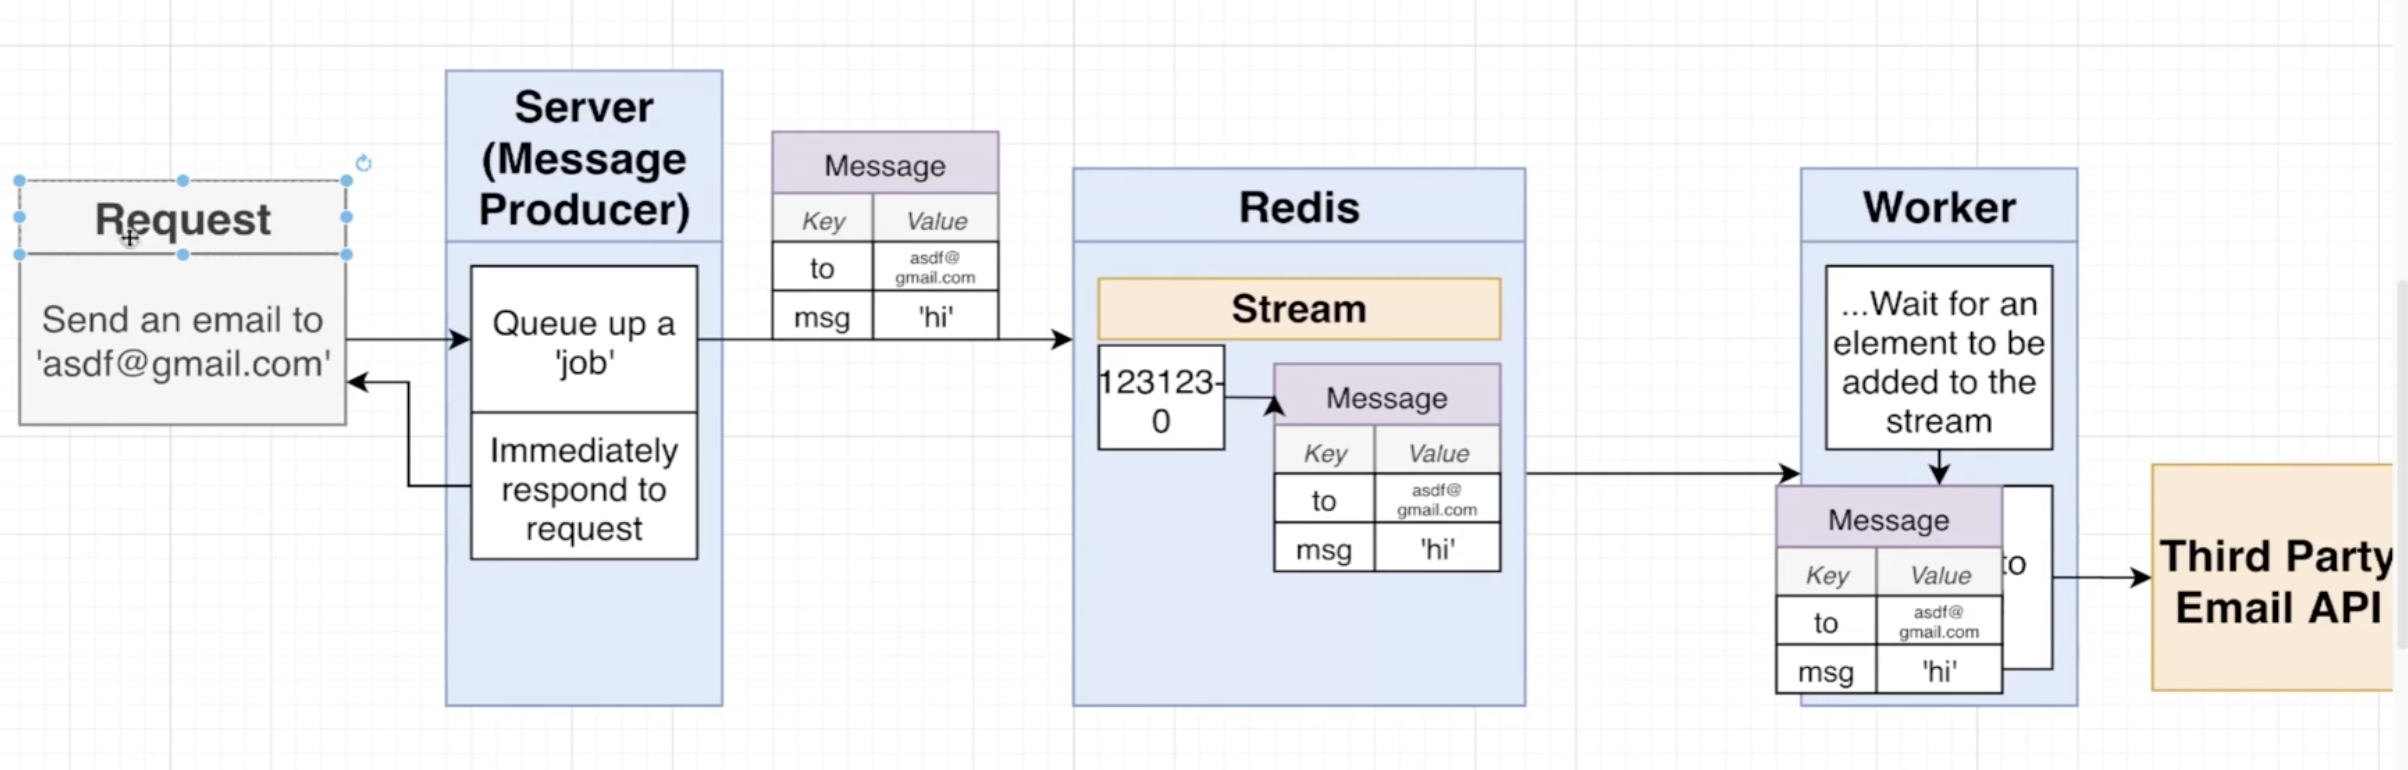 Request
Send an email to
'asdf@gmail.com'
Server
(Message
Producer)
Queue up a
'job'
Immediately
respond to
request
Message
Key Value
to asdf@
gmail.com
msg 'hi'
Redis
Stream
123123-
0
Message
Key Value
to asdf@
gmail.com
msg 'hi'
Worker
...Wait for an
element to be
added to the
stream
to
Message
Key Value
to asdf@
gmail.com
msg 'hi'
Third Party
Email API